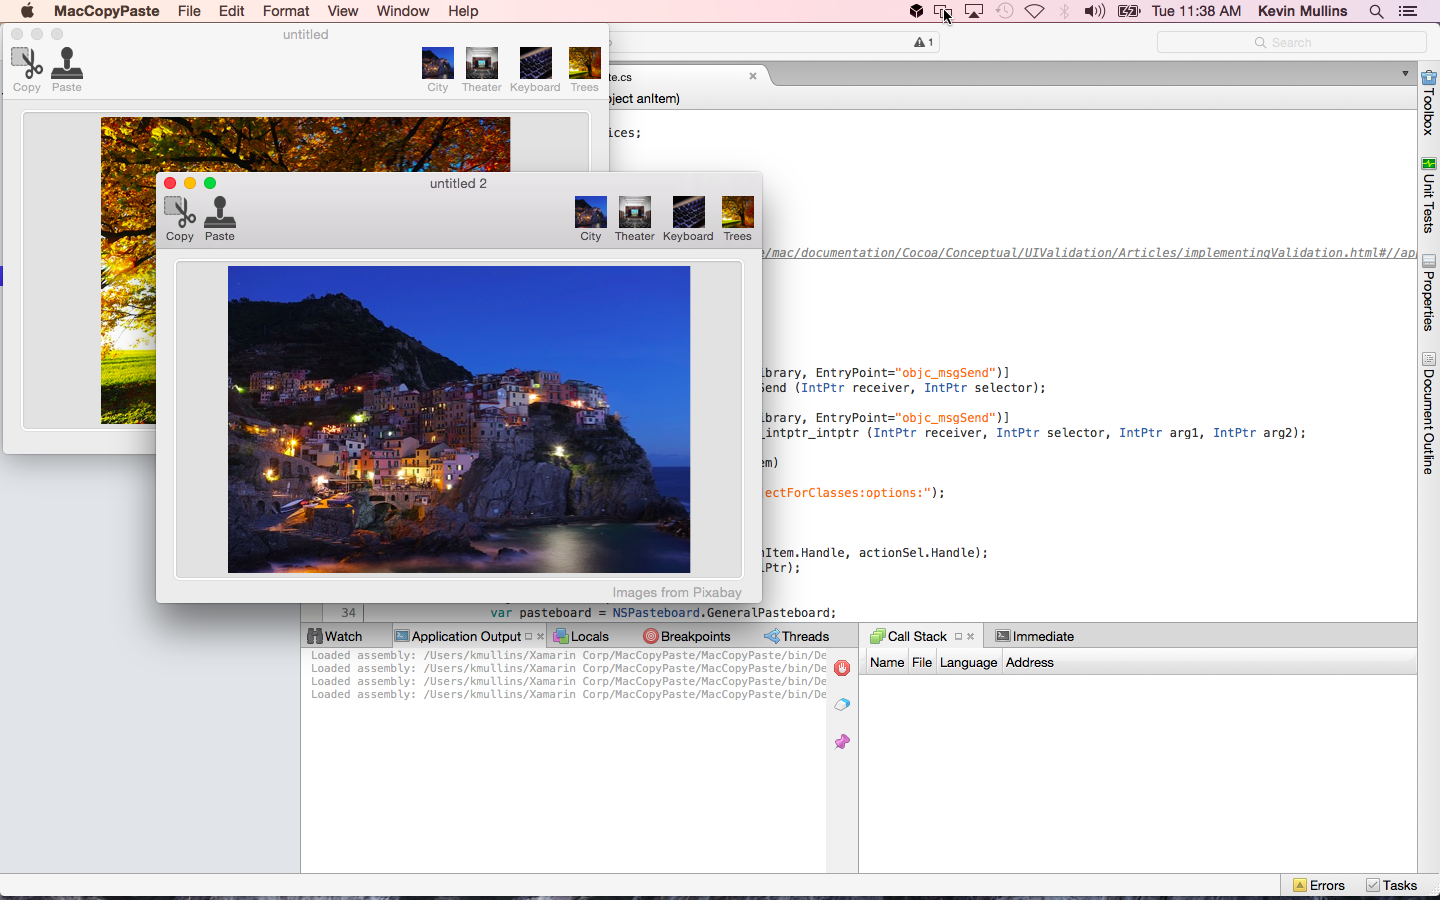 MacCopyPaste File Edit Format View Window Help
Tue 11:38 AM Kevin Mullins
untitled
Copy Paste
City Theater Keyboard Trees
1
Search
te.cs
ject anItem)
ices;
untitled 2
Copy Paste
City Theater Keyboard Trees
e/mac/documentation/Cocoa/Conceptual/UIValidation/Articles/implementingValidation.html#//ap
ibrary, EntryPoint="objc_msgSend")]
Send (IntPtr receiver, IntPtr selector);
ibrary, EntryPoint="objc_msgSend")]
_intptr_intptr (IntPtr receiver, IntPtr selector, IntPtr arg1, IntPtr arg2);
em)
ectForClasses:options:");
nItem.Handle, actionSel.Handle);
lPtr);
Images from Pixabay
34 var pasteboard = NSPasteboard.GeneralPasteboard;
Toolbox
Unit Tests
Properties
Document Outline
Watch Application Output Locals Breakpoints Threads
Loaded assembly: /Users/kmullins/Xamarin Corp/MacCopyPaste/MacCopyPaste/bin/De
Loaded assembly: /Users/kmullins/Xamarin Corp/MacCopyPaste/MacCopyPaste/bin/De
Loaded assembly: /Users/kmullins/Xamarin Corp/MacCopyPaste/MacCopyPaste/bin/De
Loaded assembly: /Users/kmullins/Xamarin Corp/MacCopyPaste/MacCopyPaste/bin/De
Call Stack Immediate
Name File Language Address
Errors Tasks